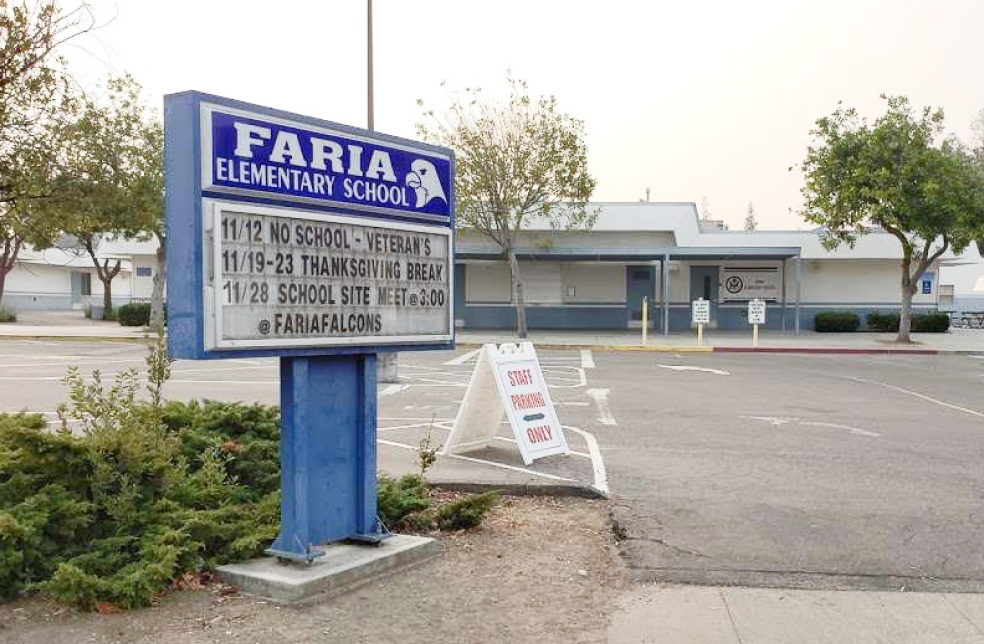 FARIA
ELEMENTARY SCHOOL
11/12 NO SCHOOL - VETERAN'S
11/19-23 THANKSGIVING BREAK
11/28 SCHOOL SITE MEET@3:00
@FARIAFALCONS
STAFF
PARKING
ONLY